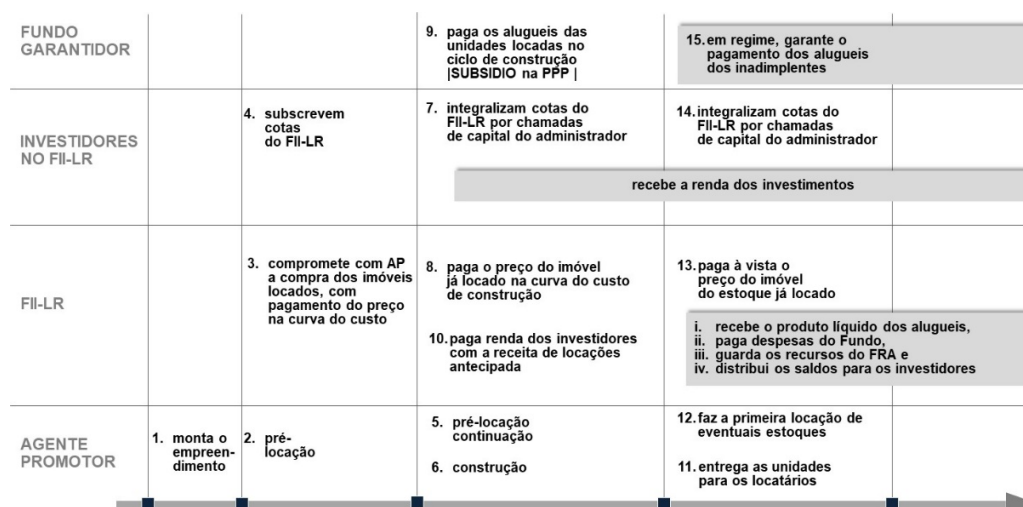 FUNDO
GARANTIDOR
9. paga os alugueis das
unidades locadas no
ciclo de construção
|SUBSIDIO na PPP |
15. em regime, garante o
pagamento dos alugueis
dos inadimplentes
INVESTIDORES
NO FII-LR
4. subscrevem
cotas
do FII-LR
7. integralizam cotas do
FII-LR por chamadas
de capital do administrador
14. integralizam cotas do
FII-LR por chamadas
de capital do administrador
recebe a renda dos investimentos
FII-LR
3. compromete com AP
a compra dos imóveis
locados, com
pagamento do preço
na curva do custo
8. paga o preço do imóvel
já locado na curva do custo
de construção
10. paga renda dos investidores
com a receita de locações
antecipada
13. paga à vista o
preço do imóvel
do estoque já locado
i. recebe o produto líquido dos alugueis,
ii. paga despesas do Fundo,
iii. guarda os recursos do FRA e
iv. distribui os saldos para os investidores
AGENTE
PROMOTOR
1. monta o
empreen-
dimento
2. pré-
locação
5. pré-locação
continuação
6. construção
12. faz a primeira locação de
eventuais estoques
11. entrega as unidades
para os locatários